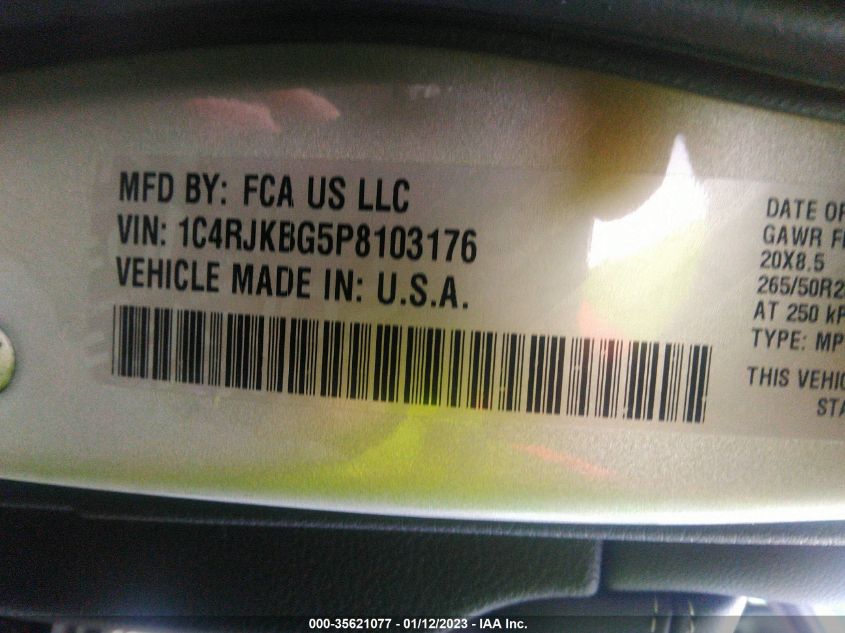 MFD BY: FCA US LLC
VIN: 1C4RJKBG5P8103176
VEHICLE MADE IN: U.S.A.
DATE OF
GAWR F
20X8.5
265/50R2
AT 250 kP
TYPE: MP
THIS VEHIC
STA
000-35621077 - 01/12/2023 - IAA Inc.